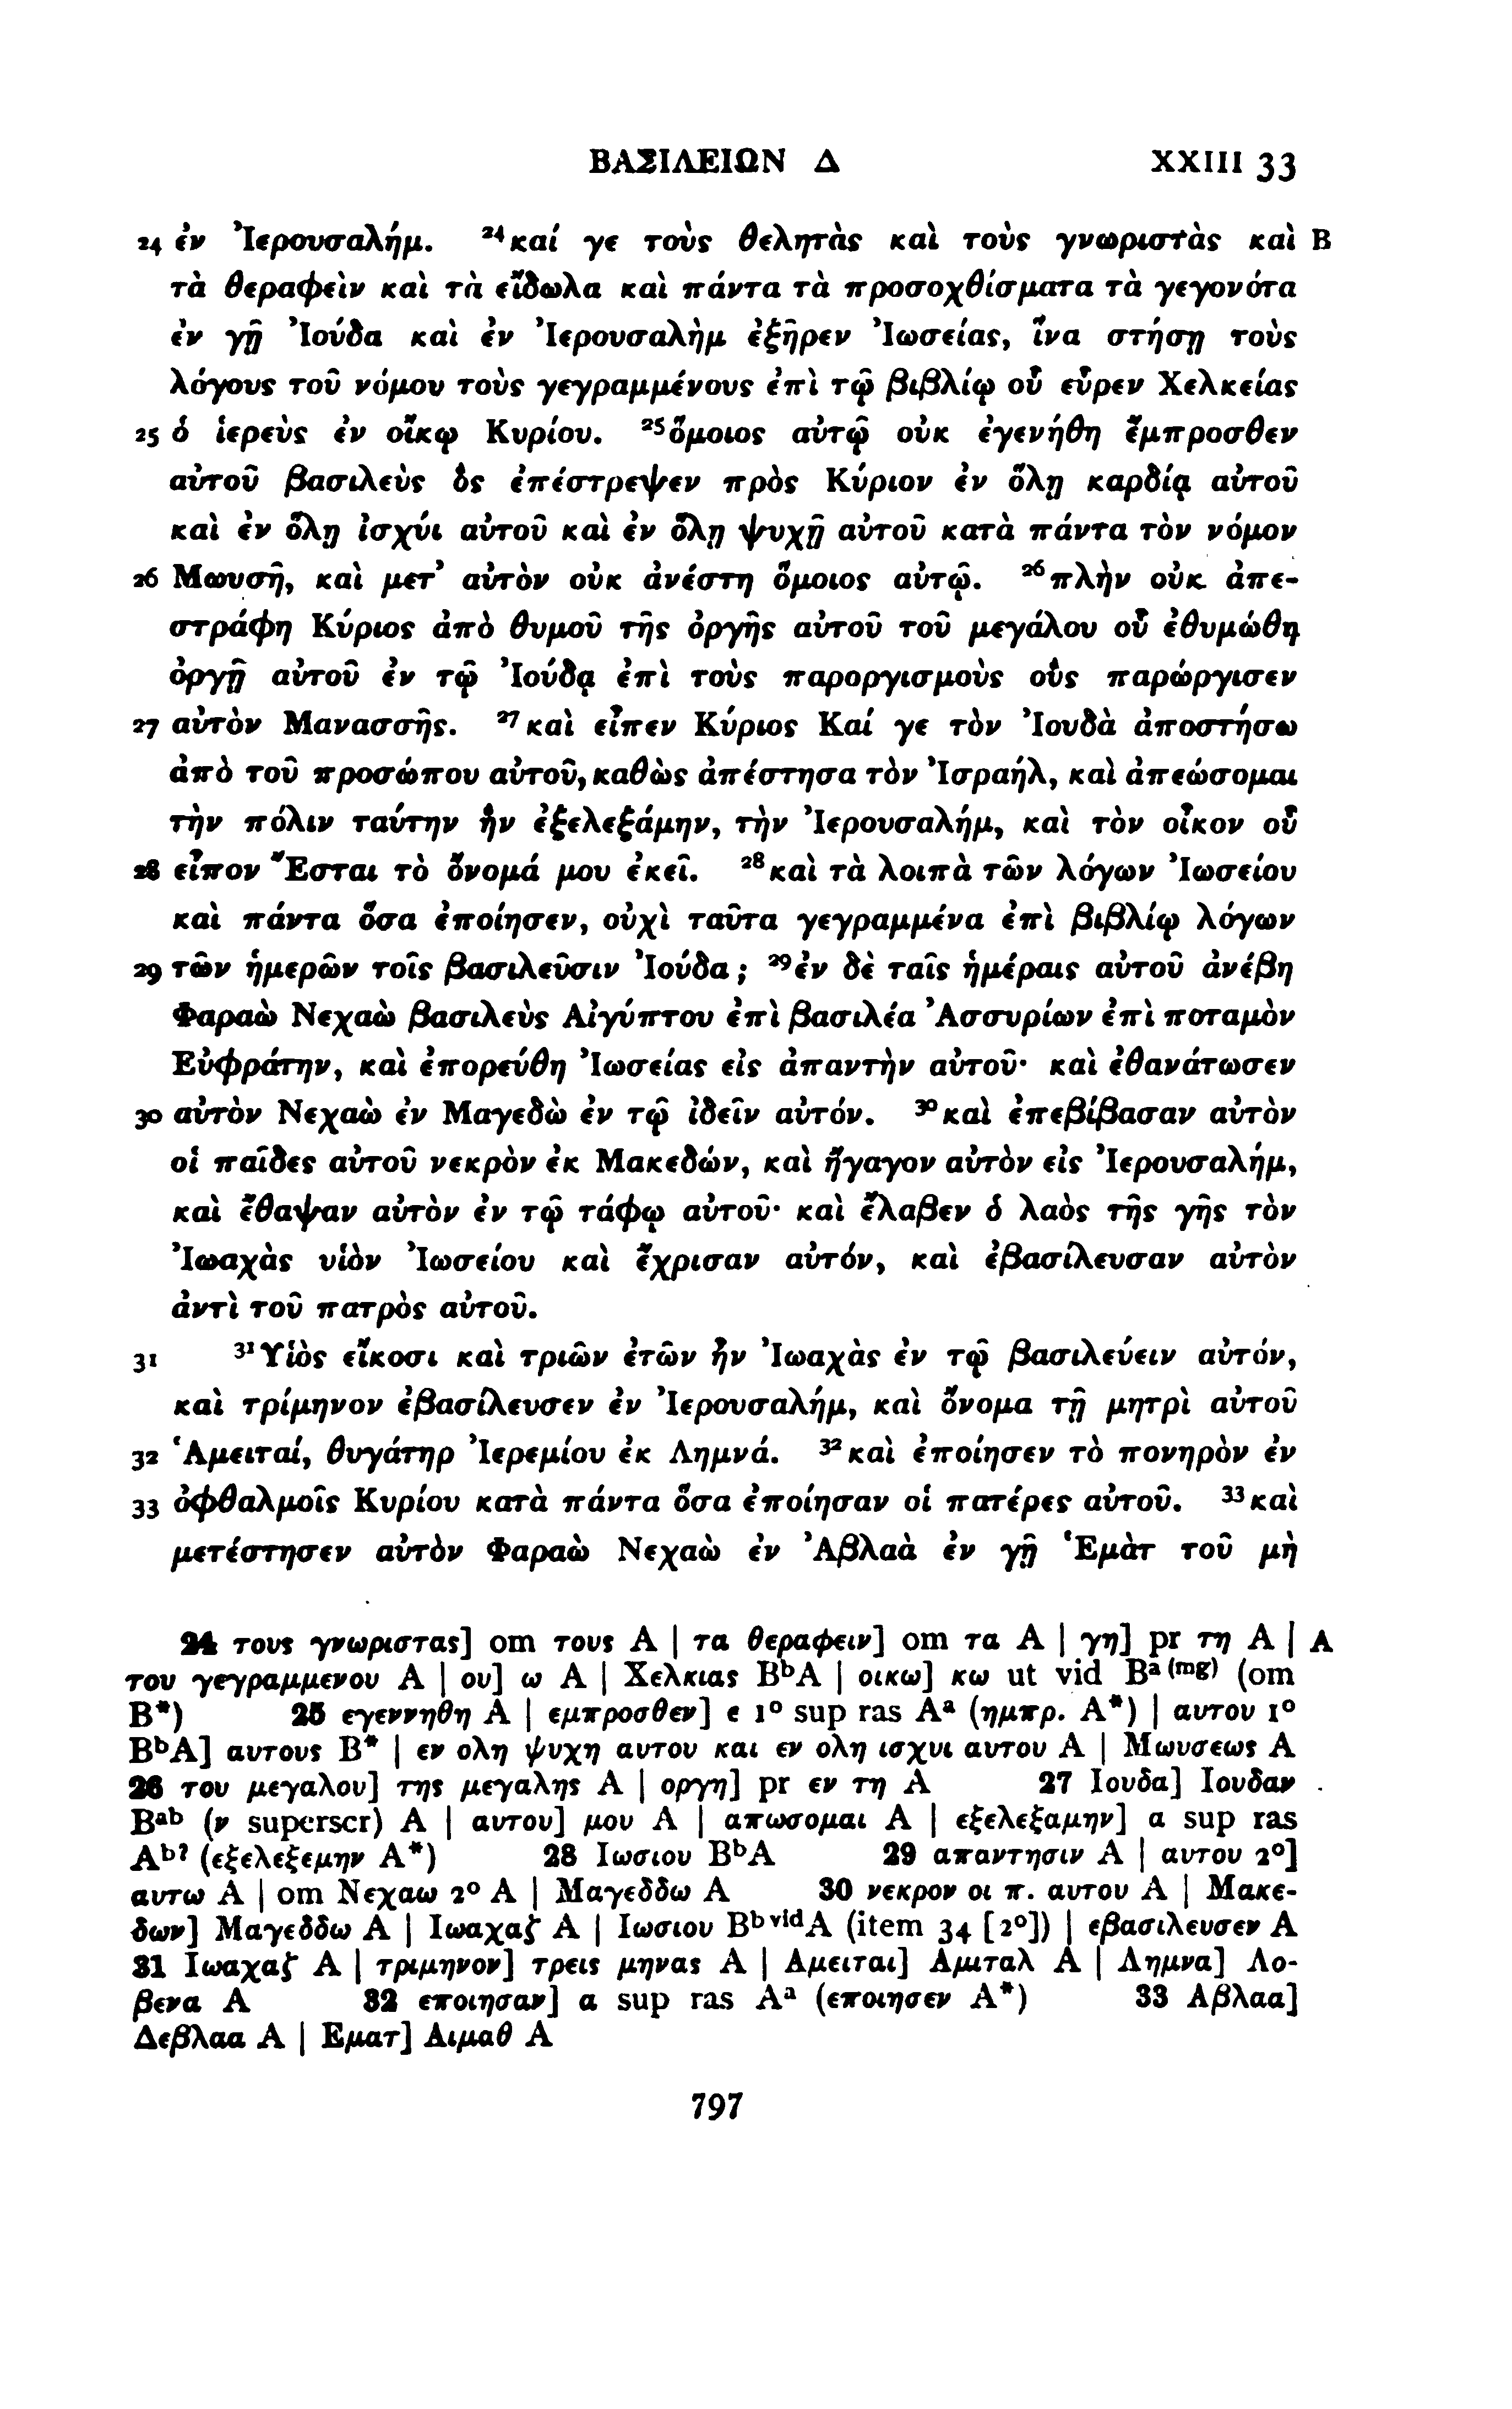 ΒΑΣΙΛΕΙΩΝ Δ XXIII 33
24 ἐν Ἰερουσαλήμ. ²⁴καί γε τοὺς θελητὰς καὶ τοὺς γνωριστὰς καὶ B
τὰ θεραφεὶν καὶ τὰ εἴδωλα καὶ πάντα τὰ προσοχθίσματα τὰ γεγονότα
ἐν γῇ Ἰούδα καὶ ἐν Ἰερουσαλὴμ ἐξῆρεν Ἰωσείας, ἵνα στήσῃ τοὺς
λόγους τοῦ νόμου τοὺς γεγραμμένους ἐπὶ τῷ βιβλίῳ οὗ εὗρεν Χελκείας
25 ὁ ἱερεὺς ἐν οἴκῳ Κυρίου. ²⁵ὅμοιος αὐτῷ οὐκ ἐγενήθη ἔμπροσθεν
αὐτοῦ βασιλεὺς ὃς ἐπέστρεψεν πρὸς Κύριον ἐν ὅλῃ καρδίᾳ αὐτοῦ
καὶ ἐν ὅλῃ ἰσχύι αὐτοῦ καὶ ἐν ὅλῃ ψυχῇ αὐτοῦ κατὰ πάντα τὸν νόμον
26 Μωυσῆ, καὶ μετ’ αὐτὸν οὐκ ἀνέστη ὅμοιος αὐτῷ. ²⁶πλὴν οὐκ ἀπε-
στράφη Κύριος ἀπὸ θυμοῦ τῆς ὀργῆς αὐτοῦ τοῦ μεγάλου οὗ ἐθυμώθη
ὀργῇ αὐτοῦ ἐν τῷ Ἰούδᾳ ἐπὶ τοὺς παροργισμοὺς οὓς παρώργισεν
27 αὐτὸν Μανασσῆς. ²⁷καὶ εἶπεν Κύριος Καί γε τὸν Ἰουδὰ ἀποστήσω
ἀπὸ τοῦ προσώπου αὐτοῦ, καθὼς ἀπέστησα τὸν Ἰσραήλ, καὶ ἀπεώσομαι
τὴν πόλιν ταύτην ἣν ἐξελεξάμην, τὴν Ἰερουσαλήμ, καὶ τὸν οἶκον οὗ
28 εἶπον Ἔσται τὸ ὄνομά μου ἐκεῖ. ²⁸καὶ τὰ λοιπὰ τῶν λόγων Ἰωσείου
καὶ πάντα ὅσα ἐποίησεν, οὐχὶ ταῦτα γεγραμμένα ἐπὶ βιβλίῳ λόγων
29 τῶν ἡμερῶν τοῖς βασιλεῦσιν Ἰούδα; ²⁹ἐν δὲ ταῖς ἡμέραις αὐτοῦ ἀνέβη
Φαραὼ Νεχαὼ βασιλεὺς Αἰγύπτου ἐπὶ βασιλέα Ἀσσυρίων ἐπὶ ποταμὸν
Εὐφράτην, καὶ ἐπορεύθη Ἰωσείας εἰς ἀπαντὴν αὐτοῦ· καὶ ἐθανάτωσεν
30 αὐτὸν Νεχαὼ ἐν Μαγεδὼ ἐν τῷ ἰδεῖν αὐτόν. ³⁰καὶ ἐπεβίβασαν αὐτὸν
οἱ παῖδες αὐτοῦ νεκρὸν ἐκ Μακεδών, καὶ ἤγαγον αὐτὸν εἰς Ἰερουσαλήμ,
καὶ ἔθαψαν αὐτὸν ἐν τῷ τάφῳ αὐτοῦ· καὶ ἔλαβεν ὁ λαὸς τῆς γῆς τὸν
Ἰωαχὰς υἱὸν Ἰωσείου καὶ ἔχρισαν αὐτόν, καὶ ἐβασίλευσαν αὐτὸν
ἀντὶ τοῦ πατρὸς αὐτοῦ.
31 ³¹Υἱὸς εἴκοσι καὶ τριῶν ἐτῶν ἦν Ἰωαχὰς ἐν τῷ βασιλεύειν αὐτόν,
καὶ τρίμηνον ἐβασίλευσεν ἐν Ἰερουσαλήμ, καὶ ὄνομα τῇ μητρὶ αὐτοῦ
32 Ἁμειταί, θυγάτηρ Ἰερεμίου ἐκ Λημνά. ³²καὶ ἐποίησεν τὸ πονηρὸν ἐν
33 ὀφθαλμοῖς Κυρίου κατὰ πάντα ὅσα ἐποίησαν οἱ πατέρες αὐτοῦ. ³³καὶ
μετέστησεν αὐτὸν Φαραὼ Νεχαὼ ἐν Ἀβλαὰ ἐν γῇ Ἑμὰτ τοῦ μὴ
24 τους γνωριστας] om τους A | τα θεραφειν] om τα A | γη] pr τη A | A
του γεγραμμενου A | ου] ω A | Χελκιας BᵇA | οικω] κω ut vid Bᵃ⁽ᵐᵍ⁾ (om
B*) 25 εγεννηθη A | εμπροσθεν] ε 1⁰ sup ras Aᵃ (ημπρ. A*) | αυτου 1⁰
BᵇA] αυτους B* | εν ολη ψυχη αυτου και εν ολη ισχυι αυτου A | Μωυσεως A
26 του μεγαλου] της μεγαλης A | οργη] pr εν τη A 27 Ιουδα] Ιουδαν
Bᵃᵇ (ν superscr) A | αυτου] μου A | απωσομαι A | εξελεξαμην] α sup ras
Aᵇ? (εξελεξεμην A*) 28 Ιωσιου BᵇA 29 απαντησιν A | αυτου 2⁰]
αυτω A | om Νεχαω 2⁰ A | Μαγεδδω A 30 νεκρον οι π. αυτου A | Μακε-
δων] Μαγεδδω A | Ιωαχαζ A | Ιωσιου Bᵇ ᵛⁱᵈA (item 34 [2⁰]) | εβασιλευσεν A
31 Ιωαχαζ A | τριμηνον] τρεις μηνας A | Αμειται] Αμιταλ A | Λημνα] Λο-
βενα A 32 εποιησαν] α sup ras Aᵃ (εποιησεν A*) 33 Αβλαα]
Δεβλαα A | Εματ] Αιμαθ A
797